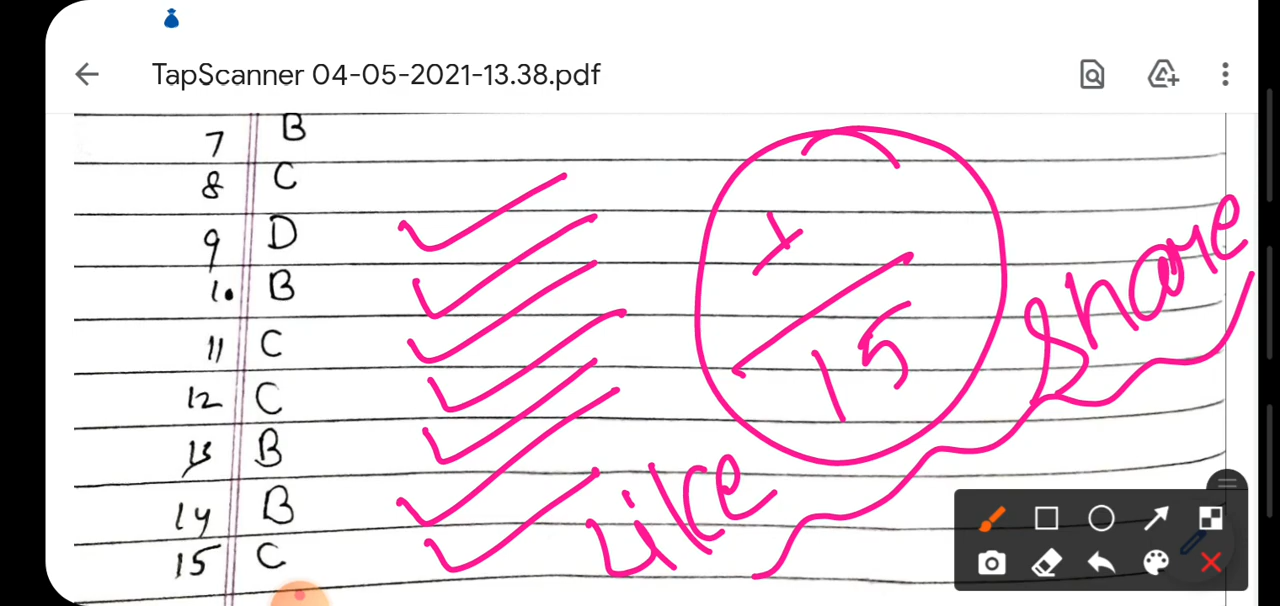 TapScanner 04-05-2021-13.38.pdf
7 B
8 C
9 D
10 B
11 C
12 C
13 B
14 B
15 C
15
Like
Share